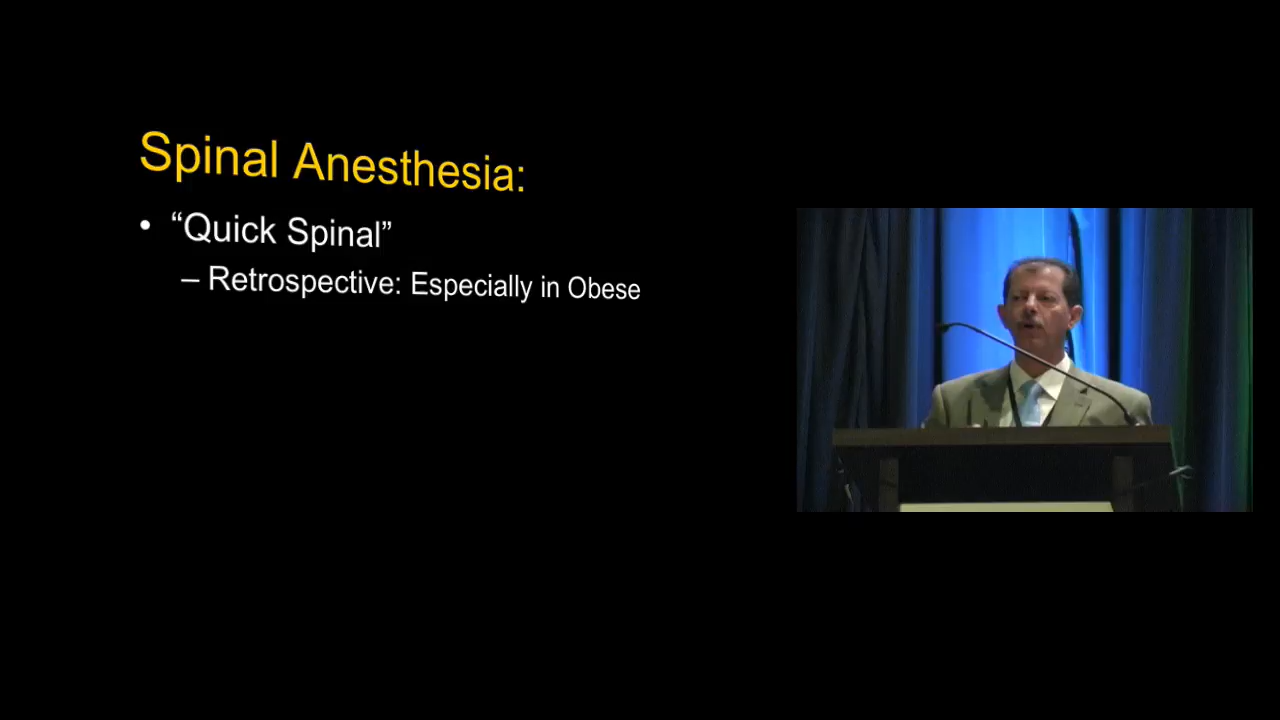 Spinal Anesthesia:
• “Quick Spinal”
– Retrospective: Especially in Obese